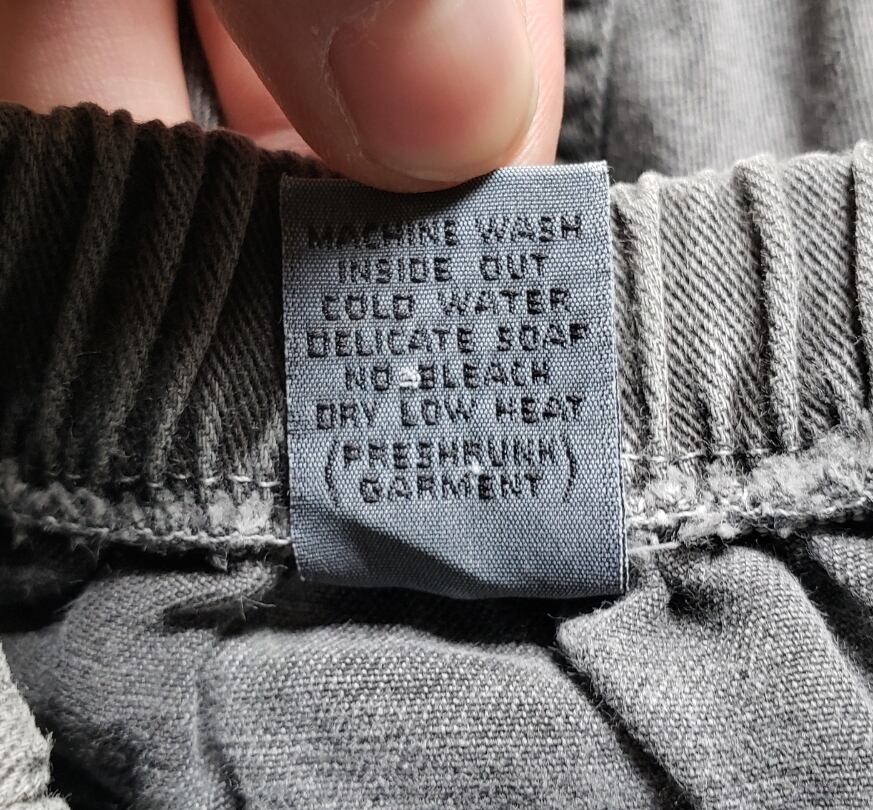 MACHINE WASH
INSIDE OUT
COLD WATER
DELICATE SOAP
NO BLEACH
DRY LOW HEAT
(PRESHRUNK
GARMENT)